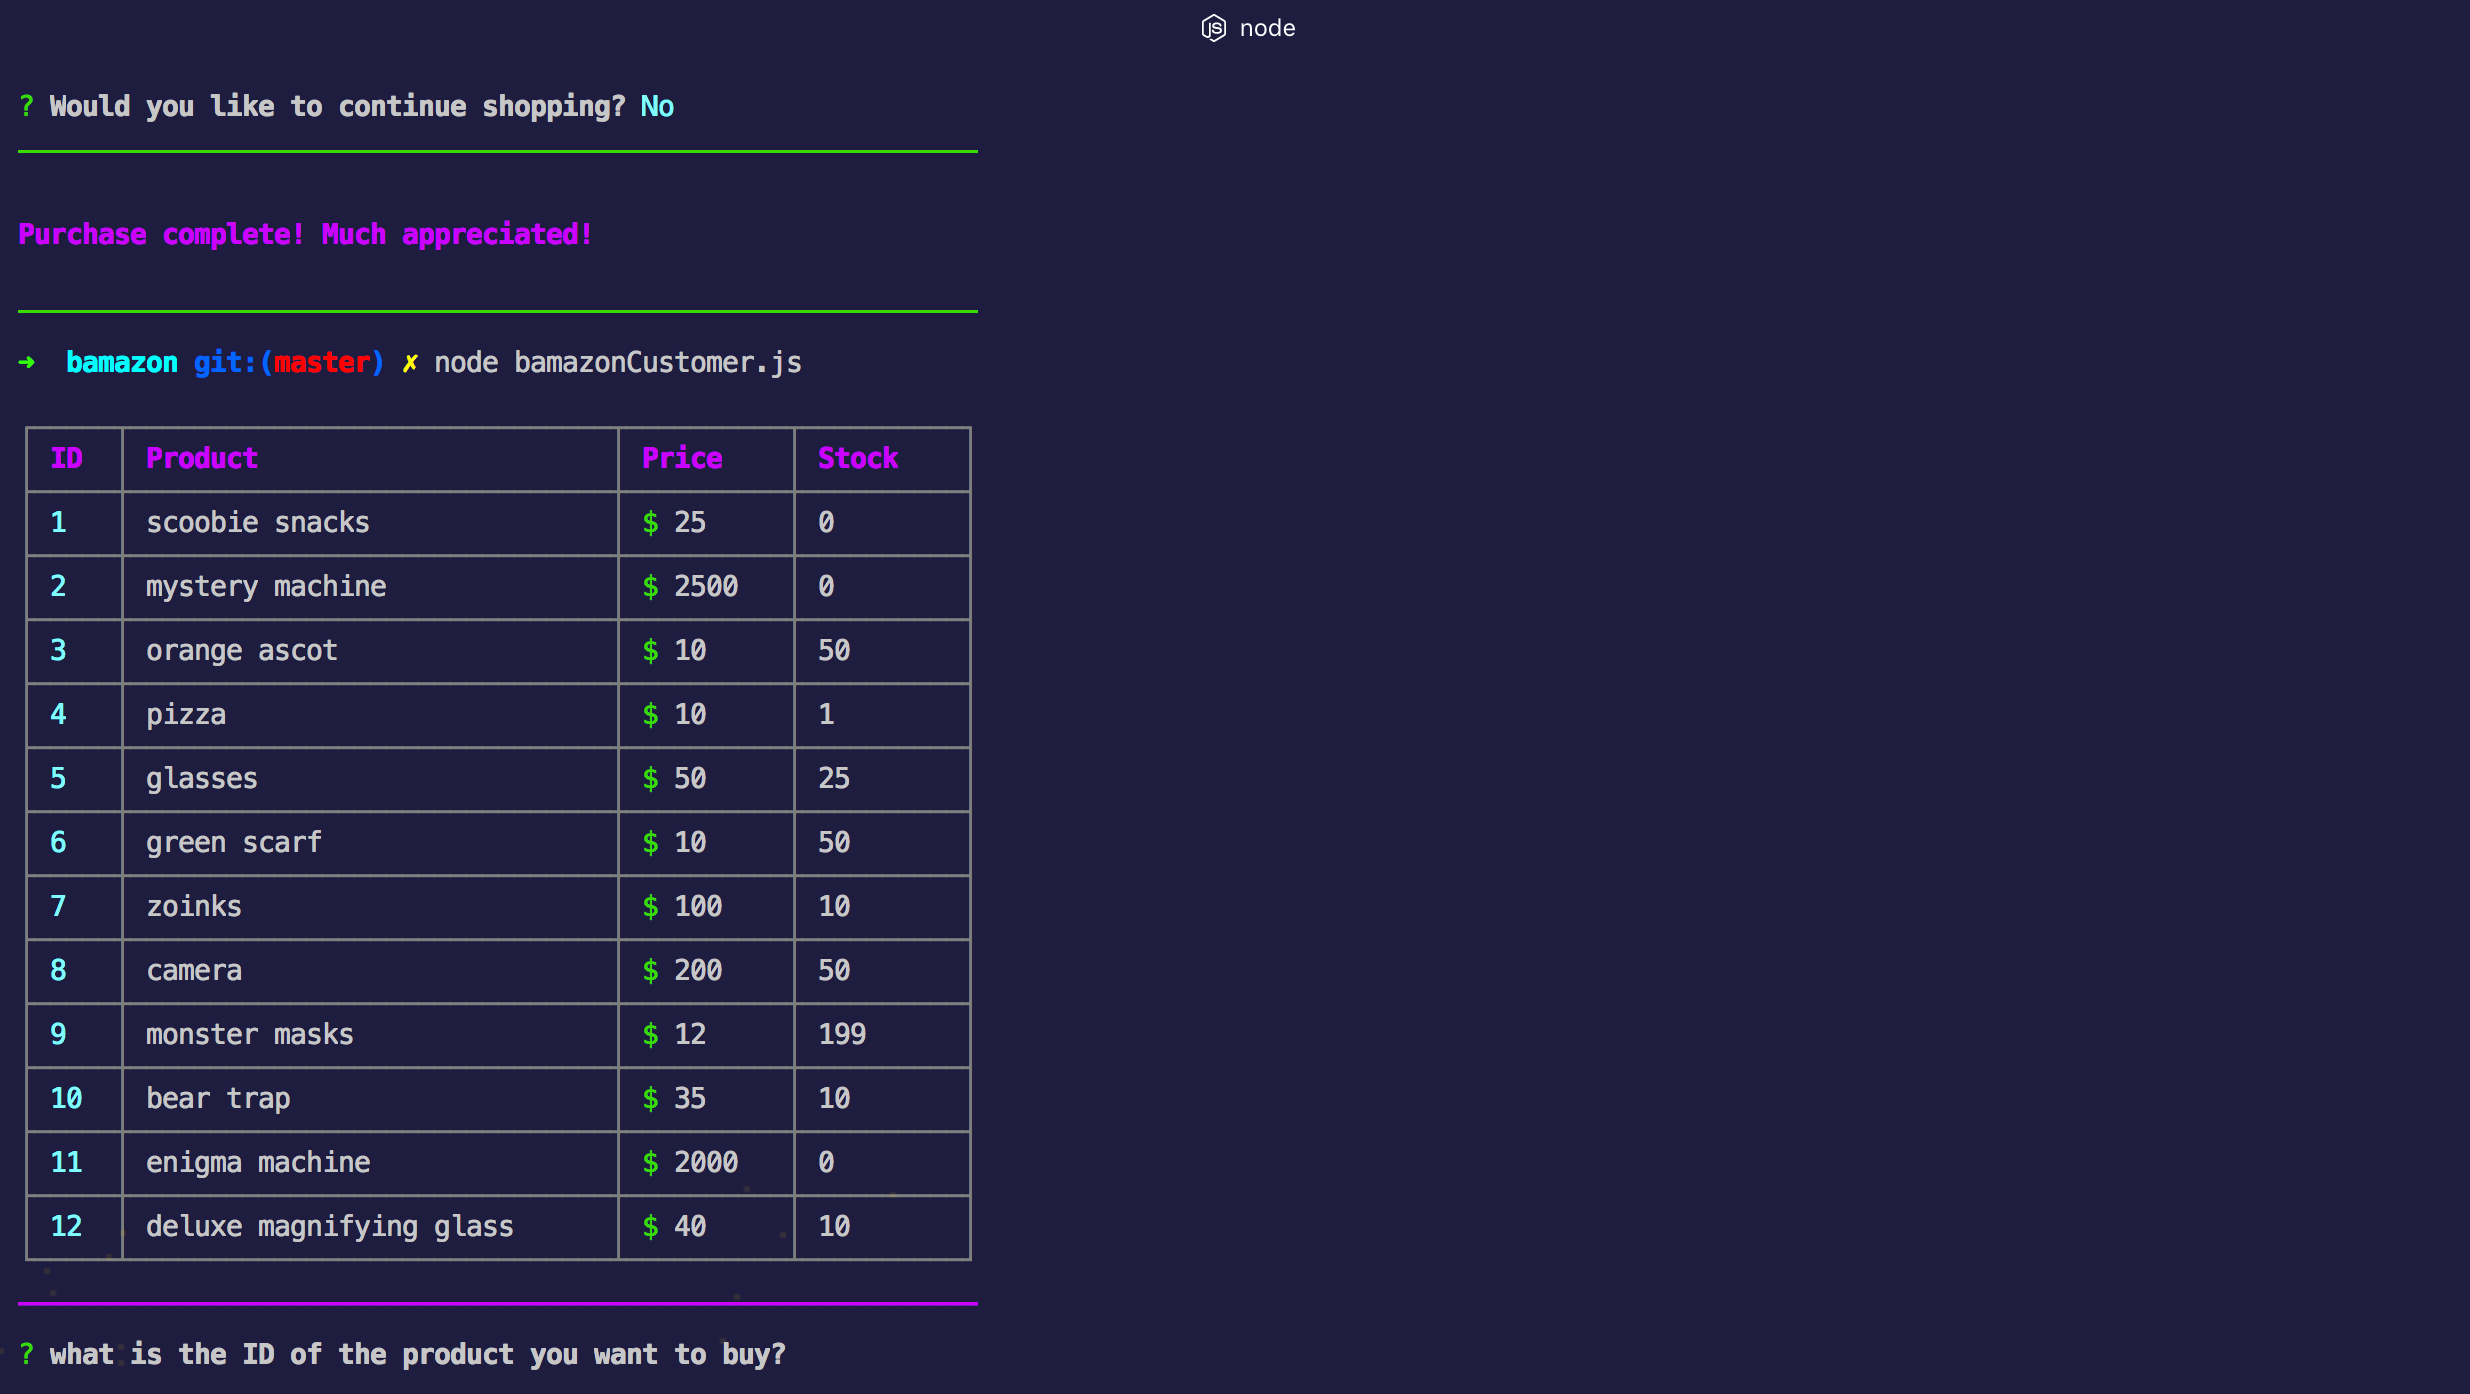 node
? Would you like to continue shopping? No
Purchase complete! Much appreciated!
➜ bamazon git:(master) ✗ node bamazonCustomer.js
ID Product Price Stock
1 scoobie snacks $ 25 0
2 mystery machine $ 2500 0
3 orange ascot $ 10 50
4 pizza $ 10 1
5 glasses $ 50 25
6 green scarf $ 10 50
7 zoinks $ 100 10
8 camera $ 200 50
9 monster masks $ 12 199
10 bear trap $ 35 10
11 enigma machine $ 2000 0
12 deluxe magnifying glass $ 40 10
? what is the ID of the product you want to buy?